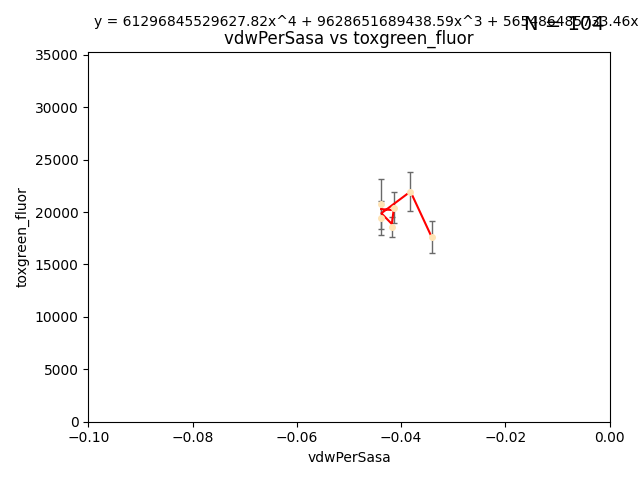 y = 61296845529627.82x^4 + 9628651689438.59x^3 +
N = 104
vdwPerSasa vs toxgreen_fluor
35000
30000
25000
20000
15000
10000
5000
0
toxgreen_fluor
−0.10 −0.08 −0.06 −0.04 −0.02 0.00
vdwPerSasa